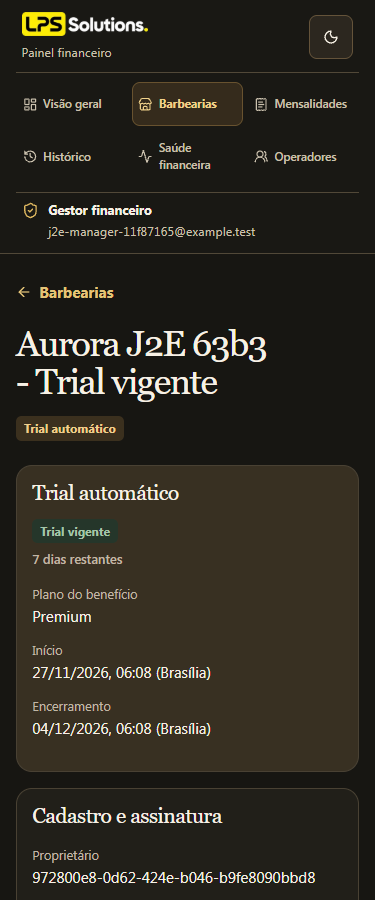 LPS Solutions.
Painel financeiro
Visão geral
Barbearias
Mensalidades
Histórico
Saúde
financeira
Operadores
Gestor financeiro
j2e-manager-11f87165@example.test
← Barbearias
Aurora J2E 63b3
- Trial vigente
Trial automático
Trial automático
Trial vigente
7 dias restantes
Plano do benefício
Premium
Início
27/11/2026, 06:08 (Brasília)
Encerramento
04/12/2026, 06:08 (Brasília)
Cadastro e assinatura
Proprietário
972800e8-0d62-424e-b046-b9fe8090bbd8